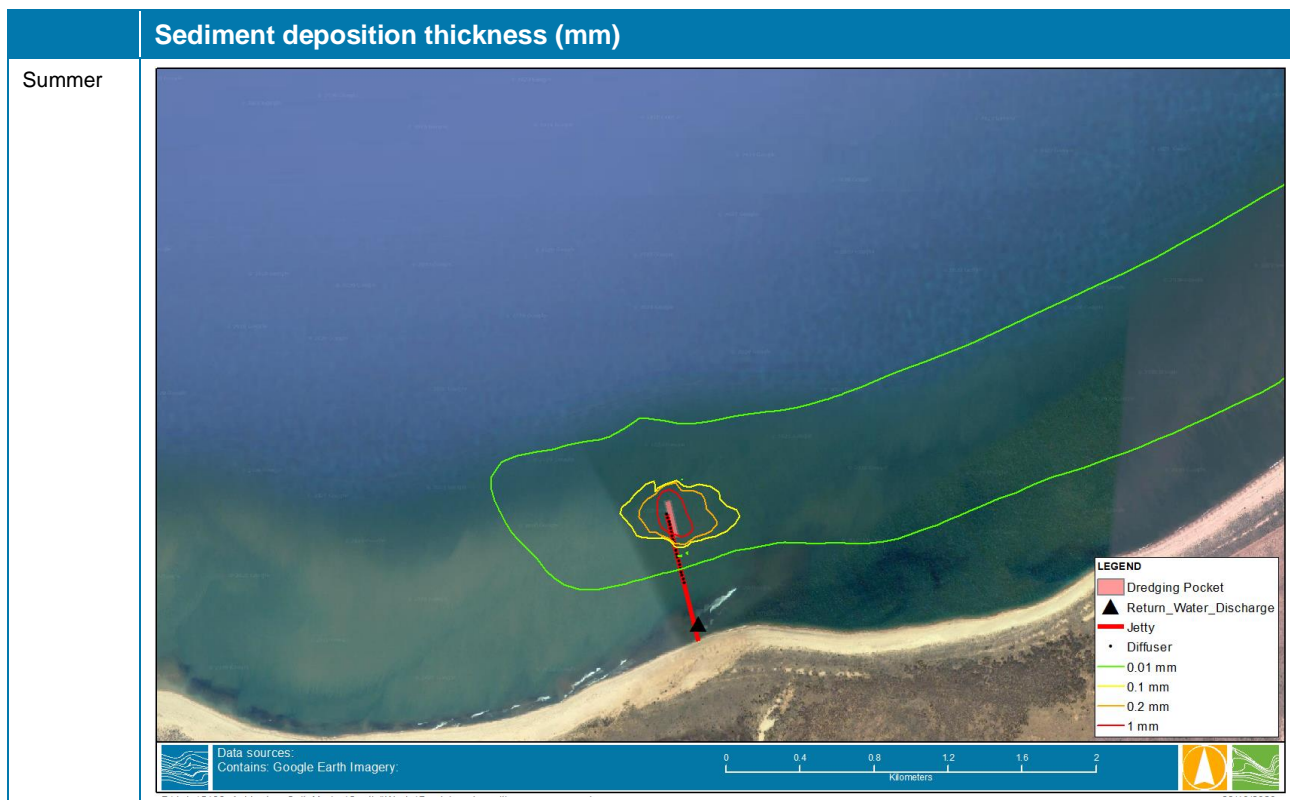 Sediment deposition thickness (mm)
Summer
LEGEND
Dredging Pocket
Return_Water_Discharge
Jetty
Diffuser
0.01 mm
0.1 mm
0.2 mm
1 mm
Data sources:
Contains: Google Earth Imagery:
0 0.4 0.8 1.2 1.6 2
Kilometers